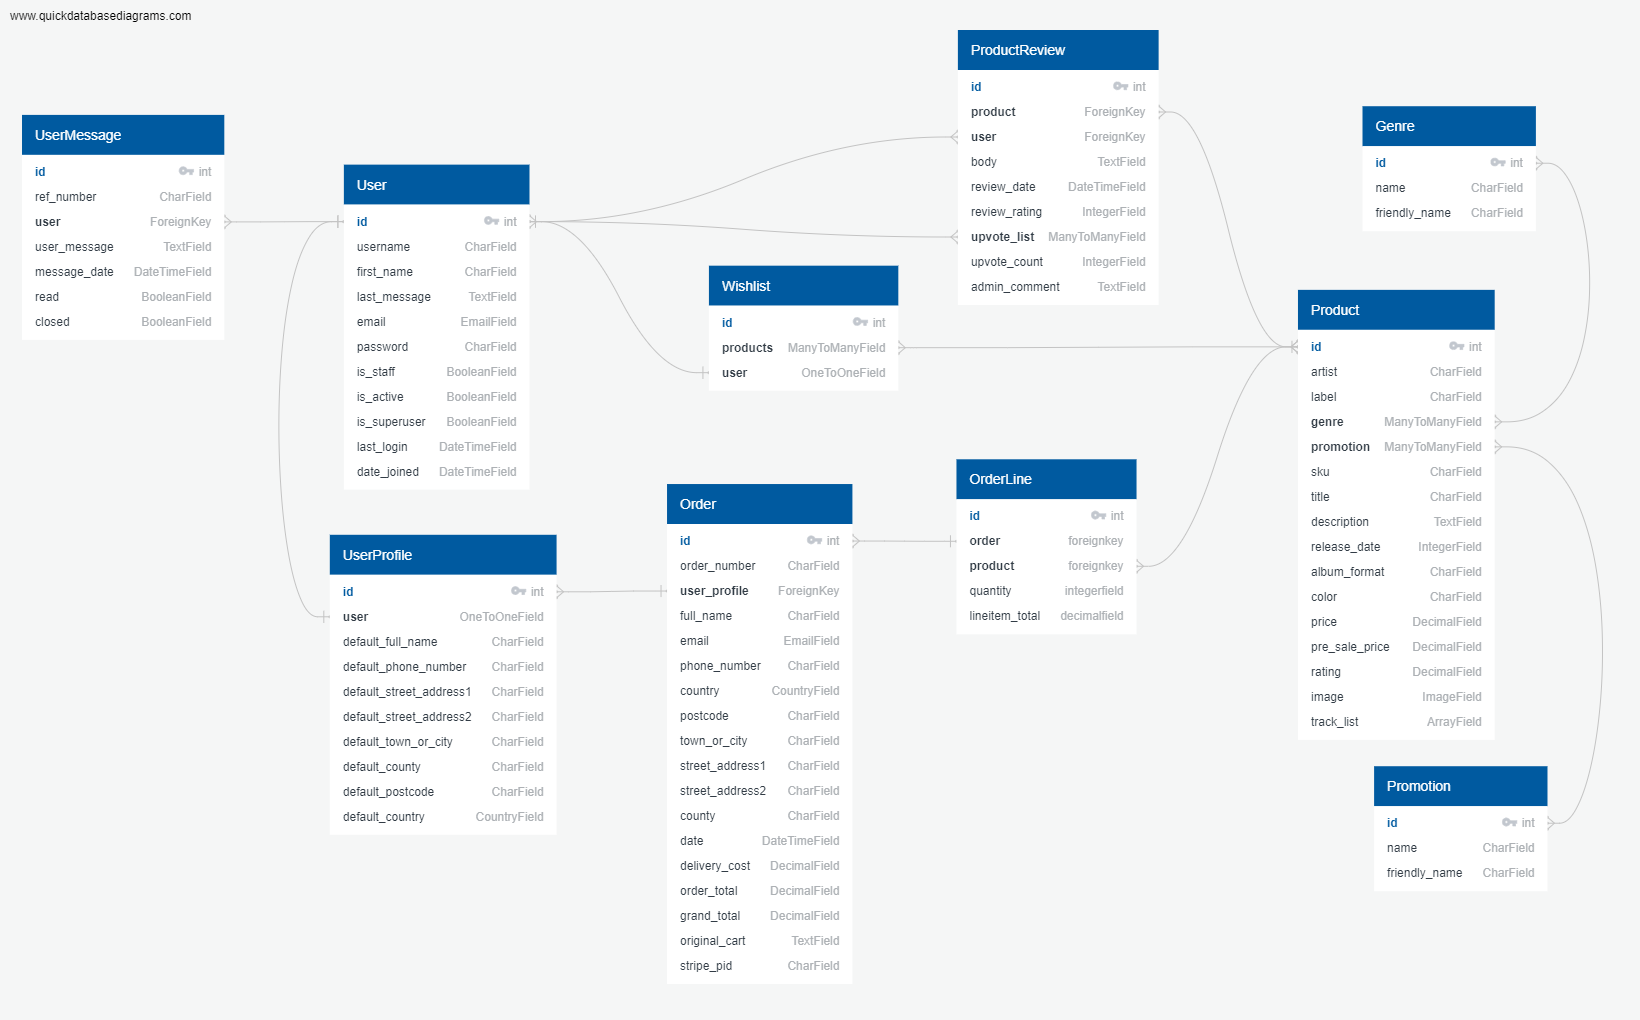 www.quickdatabasediagrams.com
UserMessage
id int
ref_number CharField
user ForeignKey
user_message TextField
message_date DateTimeField
read BooleanField
closed BooleanField
User
id int
username CharField
first_name CharField
last_message TextField
email EmailField
password CharField
is_staff BooleanField
is_active BooleanField
is_superuser BooleanField
last_login DateTimeField
date_joined DateTimeField
UserProfile
id int
user OneToOneField
default_full_name CharField
default_phone_number CharField
default_street_address1 CharField
default_street_address2 CharField
default_town_or_city CharField
default_county CharField
default_postcode CharField
default_country CountryField
Wishlist
id int
products ManyToManyField
user OneToOneField
Order
id int
order_number CharField
user_profile ForeignKey
full_name CharField
email EmailField
phone_number CharField
country CountryField
postcode CharField
town_or_city CharField
street_address1 CharField
street_address2 CharField
county CharField
date DateTimeField
delivery_cost DecimalField
order_total DecimalField
grand_total DecimalField
original_cart TextField
stripe_pid CharField
ProductReview
id int
product ForeignKey
user ForeignKey
body TextField
review_date DateTimeField
review_rating IntegerField
upvote_list ManyToManyField
upvote_count IntegerField
admin_comment TextField
OrderLine
id int
order foreignkey
product foreignkey
quantity integerfield
lineitem_total decimalfield
Genre
id int
name CharField
friendly_name CharField
Product
id int
artist CharField
label CharField
genre ManyToManyField
promotion ManyToManyField
sku CharField
title CharField
description TextField
release_date IntegerField
album_format CharField
color CharField
price DecimalField
pre_sale_price DecimalField
rating DecimalField
image ImageField
track_list ArrayField
Promotion
id int
name CharField
friendly_name CharField